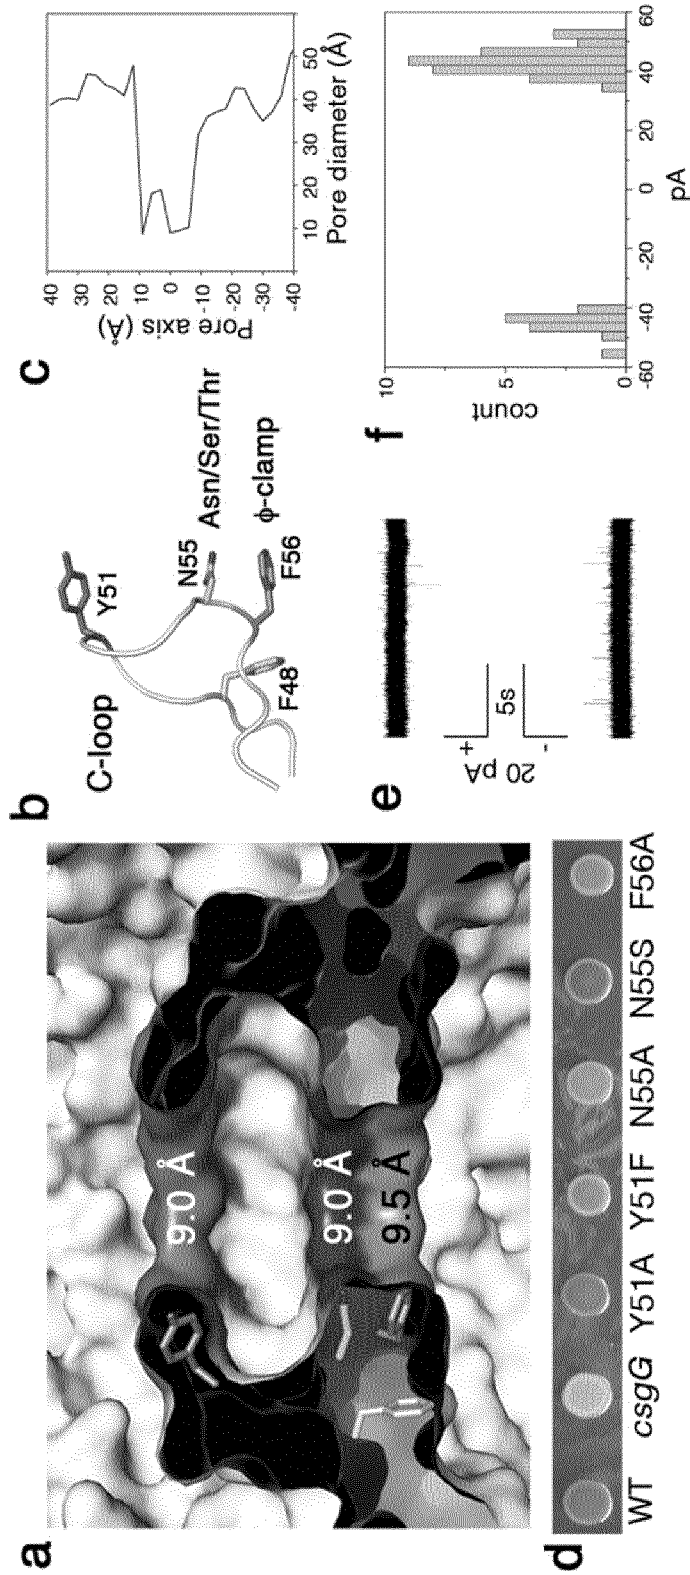 a
9.0 Å
9.0 Å
9.5 Å
b
C-loop
Y51
N55
Asn/Ser/Thr
F48
F56
ϕ-clamp
c
Pore axis (Å)
40
30
20
10
0
-10
-20
-30
-40
10 20 30 40 50
Pore diameter (Å)
d
WT csgG Y51A Y51F N55A N55S F56A
e
20 pA
+
-
5s
f
count
10
5
0
-60 -40 -20 0 20 40 60
pA